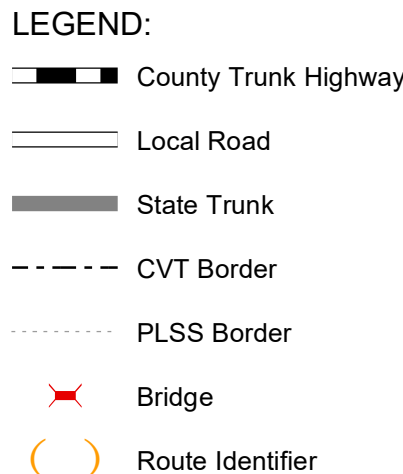 LEGEND:
County Trunk Highway
Local Road
State Trunk
CVT Border
PLSS Border
Bridge
( ) Route Identifier